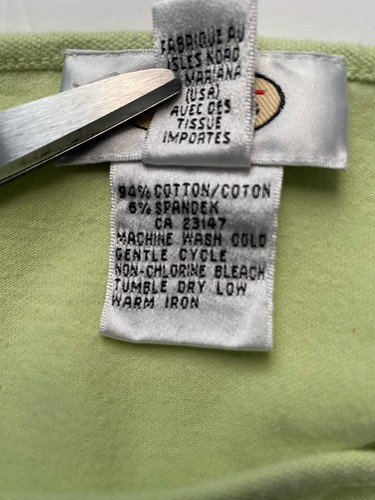 FABRIQUE AU
ISLES NORD
MARIANA
(USA)
AVEC DES
TISSUE
IMPORTES
94% COTTON/COTON
6% SPANDEX
CA 23147
MACHINE WASH COLD
GENTLE CYCLE
NON-CHLORINE BLEACH
TUMBLE DRY LOW
WARM IRON